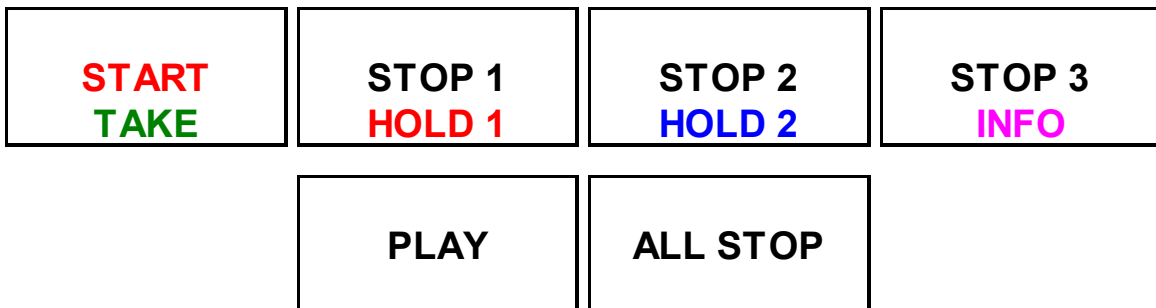 START
TAKE
STOP 1
HOLD 1
STOP 2
HOLD 2
STOP 3
INFO
PLAY
ALL STOP